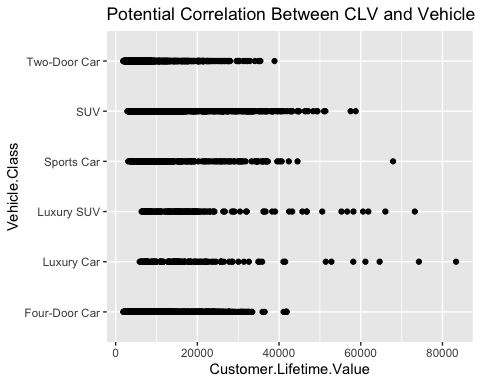 Potential Correlation Between CLV and Vehicle
Vehicle.Class
Two-Door Car
SUV
Sports Car
Luxury SUV
Luxury Car
Four-Door Car
0 20000 40000 60000 80000
Customer.Lifetime.Value